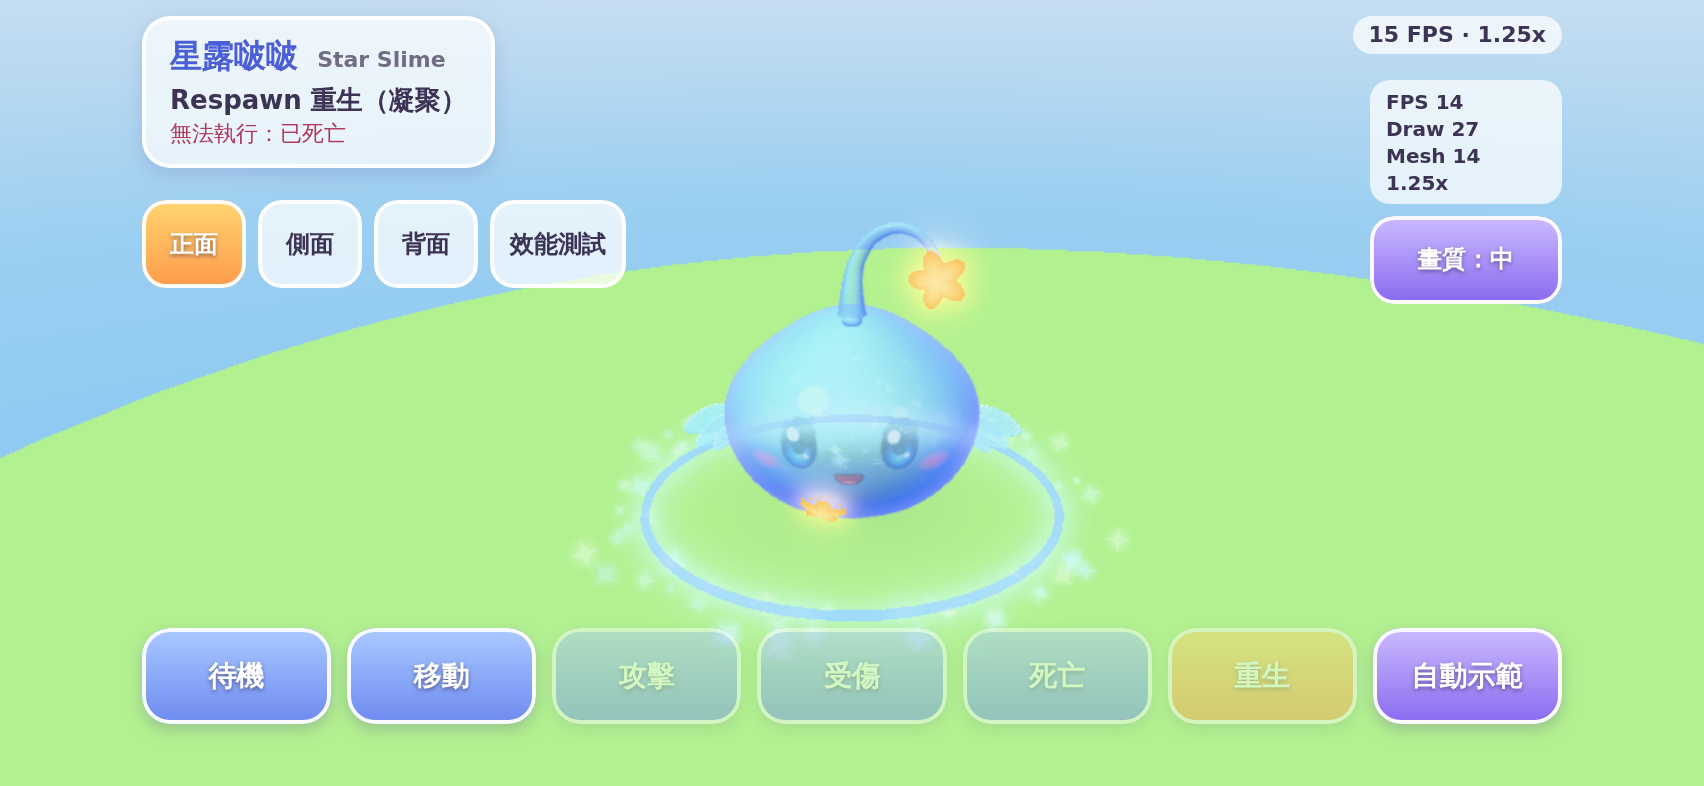 星露啵啵 Star Slime
Respawn 重生（凝聚）
無法執行：已死亡
15 FPS · 1.25x
FPS 14
Draw 27
Mesh 14
1.25x
正面 側面 背面 效能測試
畫質：中
待機 移動 攻擊 受傷 死亡 重生 自動示範